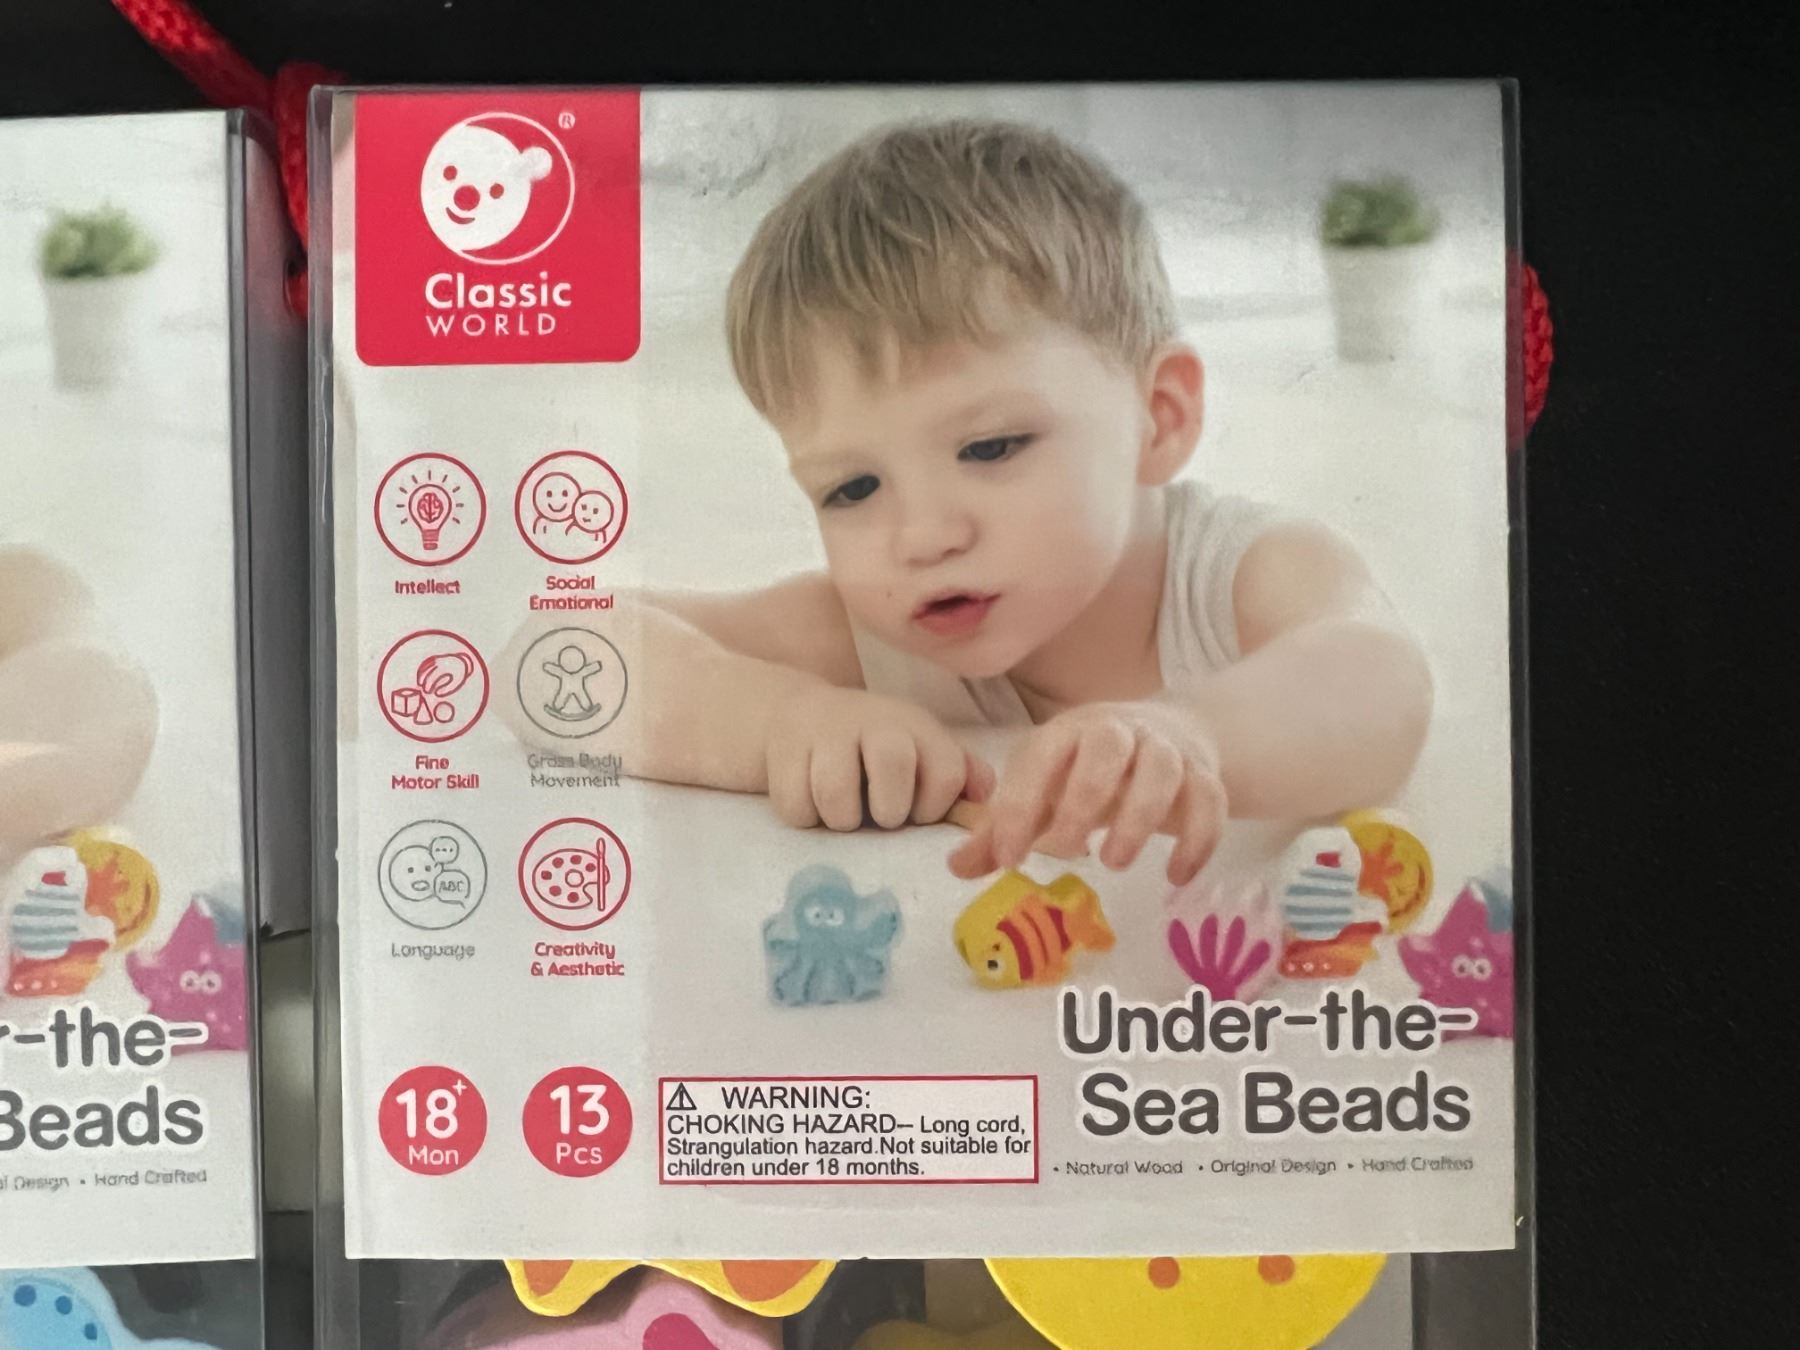 ®
Classic
WORLD
Intellect
Social
Emotional
Fine
Motor Skill
Gross Body
Movement
ABC
Language
Creativity
& Aesthetic
18+
Mon
13
Pcs
WARNING:
CHOKING HAZARD-- Long cord,
Strangulation hazard.Not suitable for
children under 18 months.
Under-the-
Sea Beads
• Natural Wood • Original Design • Hand Crafted
-the-
Beads
Design • Hand Crafted